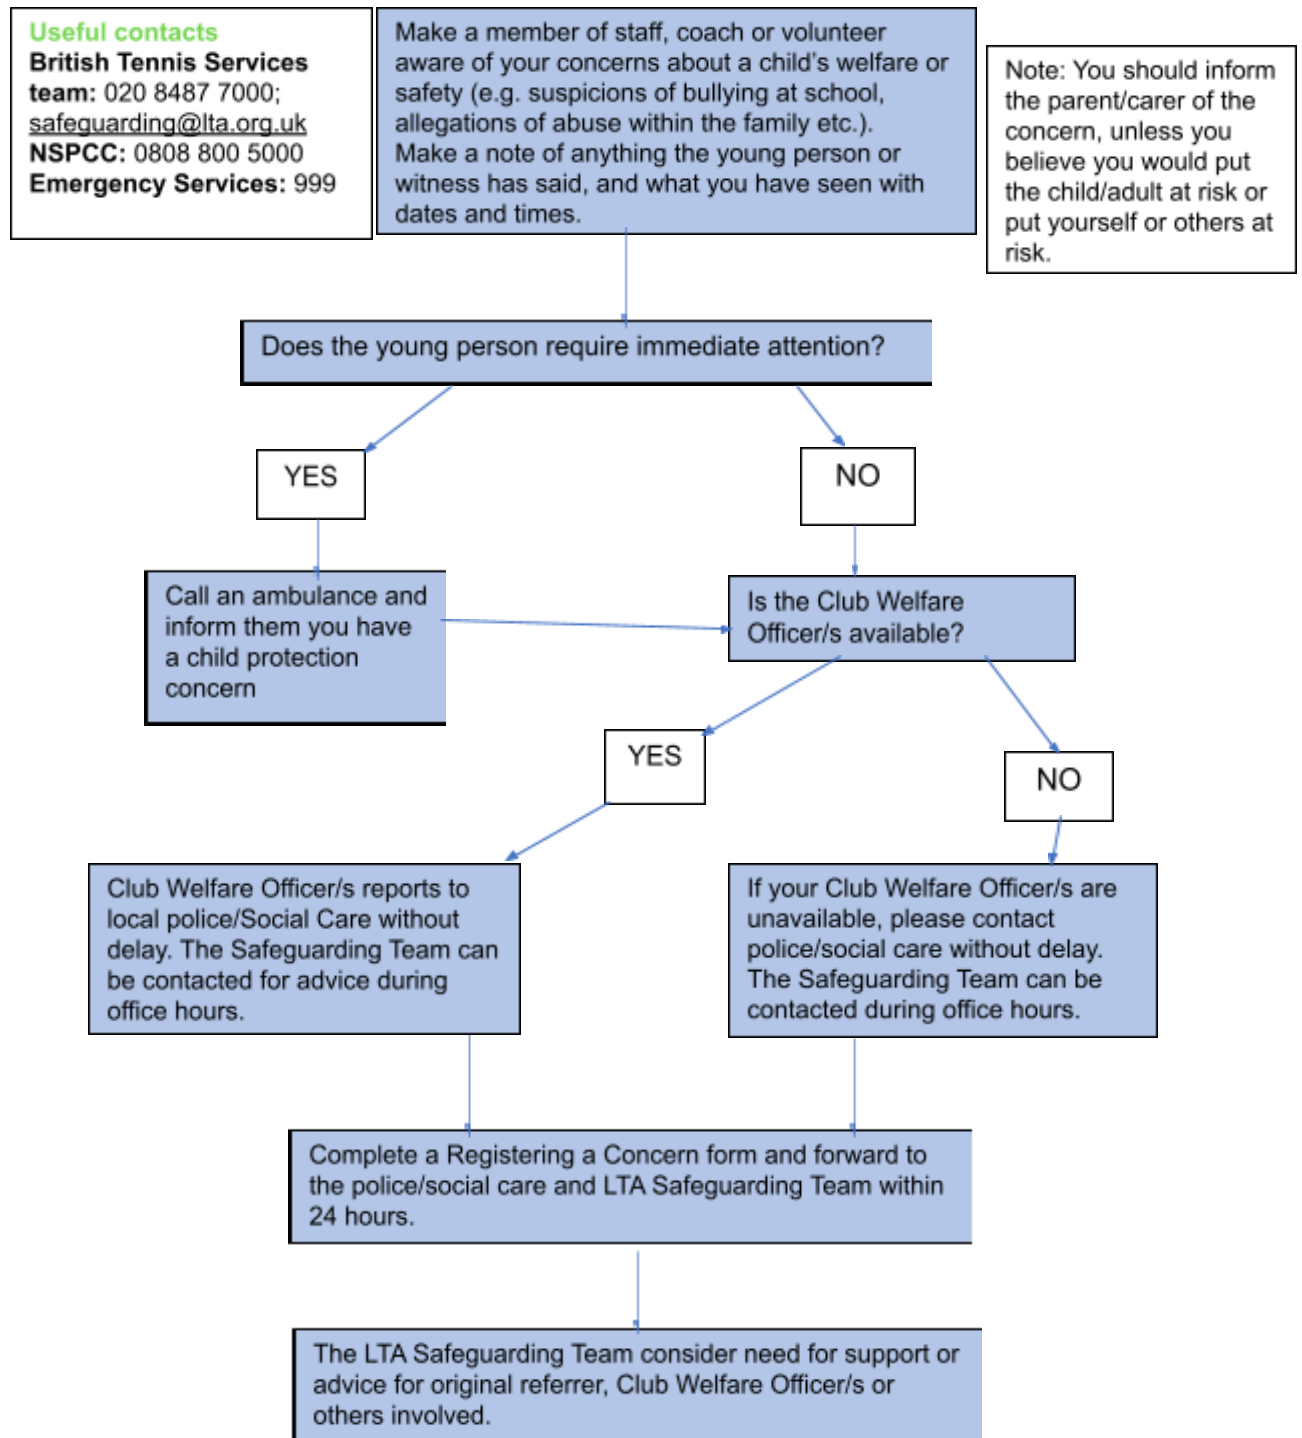 Useful contacts
British Tennis Services
team: 020 8487 7000;
safeguarding@lta.org.uk
NSPCC: 0808 800 5000
Emergency Services: 999
Make a member of staff, coach or volunteer
aware of your concerns about a child's welfare or
safety (e.g. suspicions of bullying at school,
allegations of abuse within the family etc.).
Make a note of anything the young person or
witness has said, and what you have seen with
dates and times.
Note: You should inform
the parent/carer of the
concern, unless you
believe you would put
the child/adult at risk or
put yourself or others at
risk.
Does the young person require immediate attention?
YES
NO
Call an ambulance and
inform them you have
a child protection
concern
Is the Club Welfare
Officer/s available?
YES
NO
Club Welfare Officer/s reports to
local police/Social Care without
delay. The Safeguarding Team can
be contacted for advice during
office hours.
If your Club Welfare Officer/s are
unavailable, please contact
police/social care without delay.
The Safeguarding Team can be
contacted during office hours.
Complete a Registering a Concern form and forward to
the police/social care and LTA Safeguarding Team within
24 hours.
The LTA Safeguarding Team consider need for support or
advice for original referrer, Club Welfare Officer/s or
others involved.